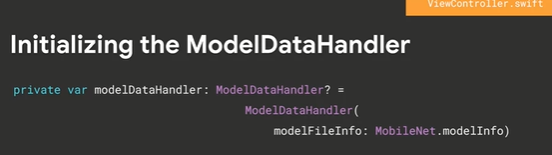 ViewController.swift
Initializing the ModelDataHandler
private var modelDataHandler: ModelDataHandler? =
ModelDataHandler(
modelFileInfo: MobileNet.modelInfo)